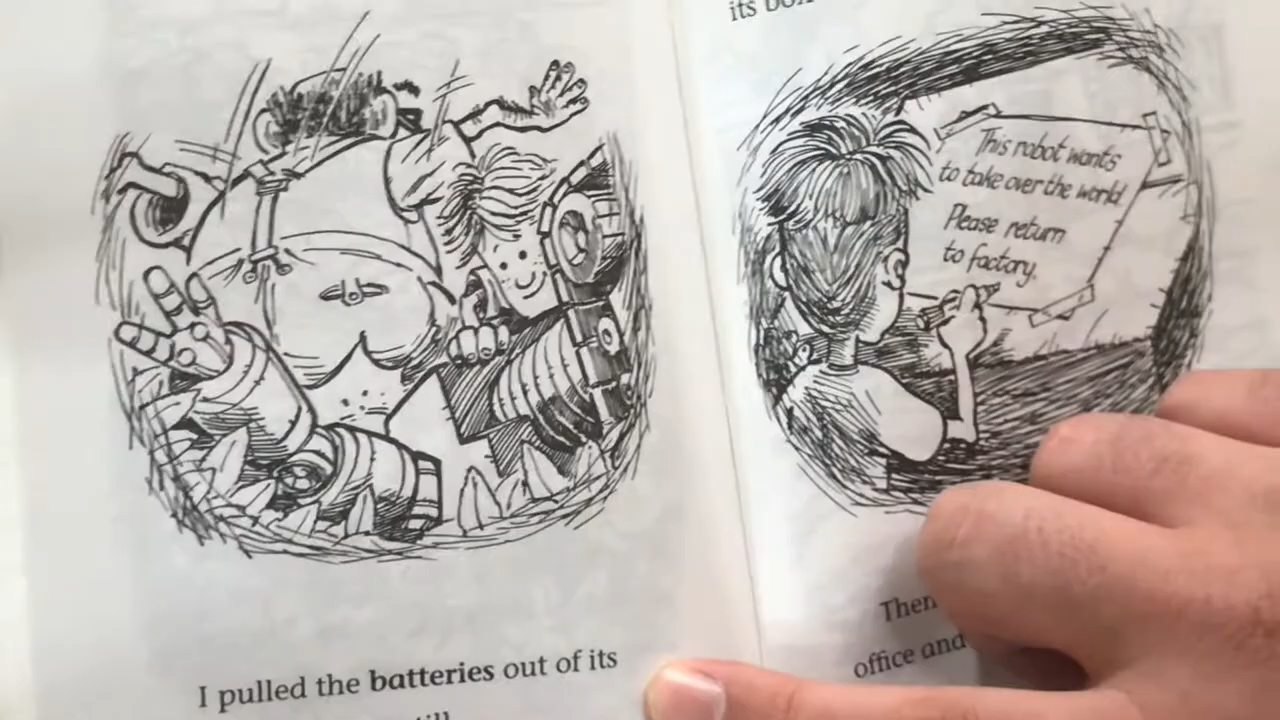 I pulled the batteries out of its
its box
This robot wants
to take over the world.
Please return
to factory.
Then
office and